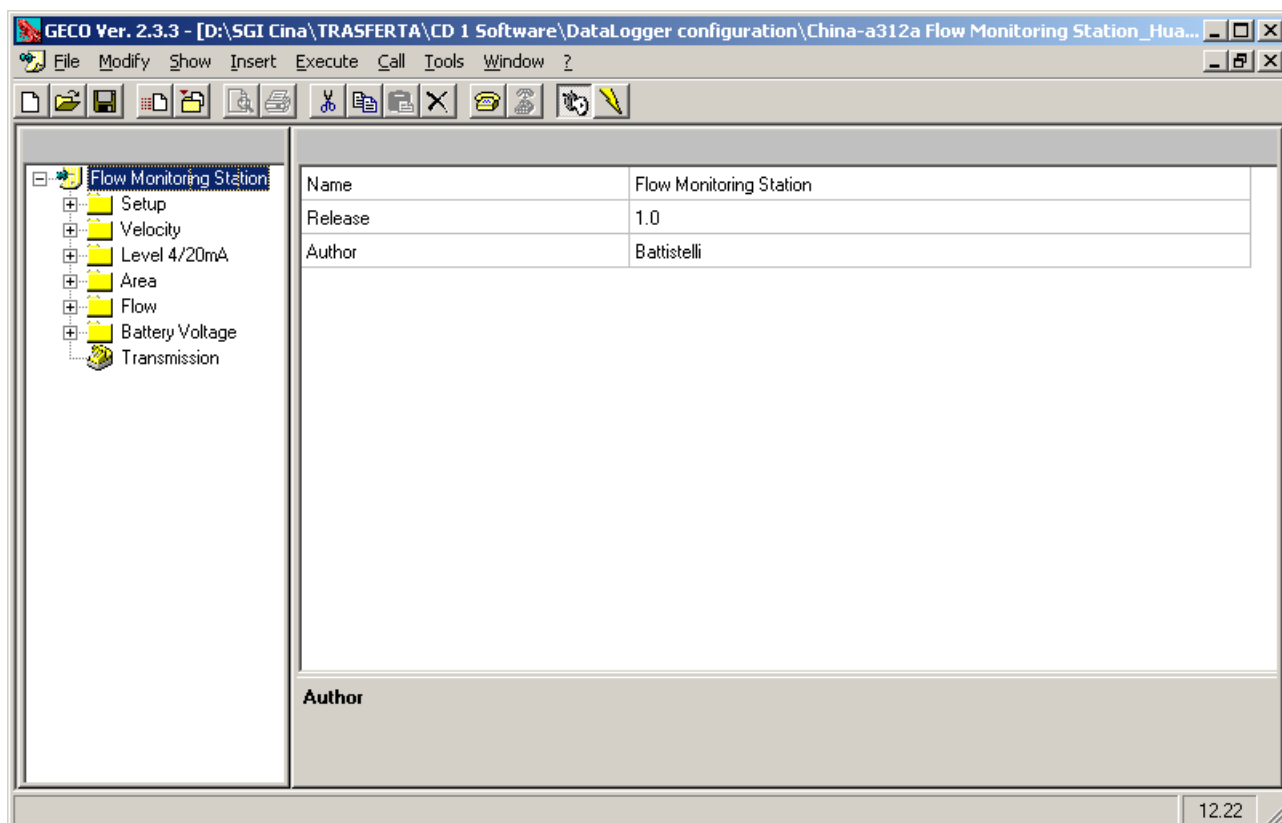 GECO Ver. 2.3.3 - [D:\SGI Cina\TRASFERTA\CD 1 Software\DataLogger configuration\China-a312a Flow Monitoring Station_Hua...
File Modify Show Insert Execute Call Tools Window ?
Flow Monitoring Station
Setup
Velocity
Level 4/20mA
Area
Flow
Battery Voltage
Transmission
Name Flow Monitoring Station
Release 1.0
Author Battistelli
Author
12.22